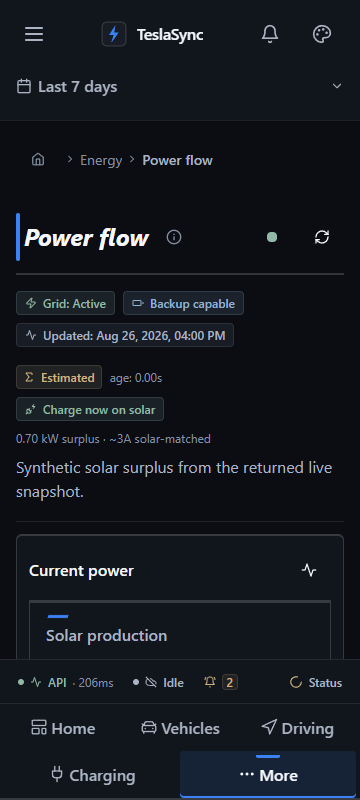 TeslaSync
Last 7 days
Energy
Power flow
Power flow
Grid: Active
Backup capable
Updated: Aug 26, 2026, 04:00 PM
Estimated
age: 0.00s
Charge now on solar
0.70 kW surplus · ~3A solar-matched
Synthetic solar surplus from the returned live
snapshot.
Current power
Solar production
API · 206ms
Idle
2
Status
Home
Vehicles
Driving
Charging
More